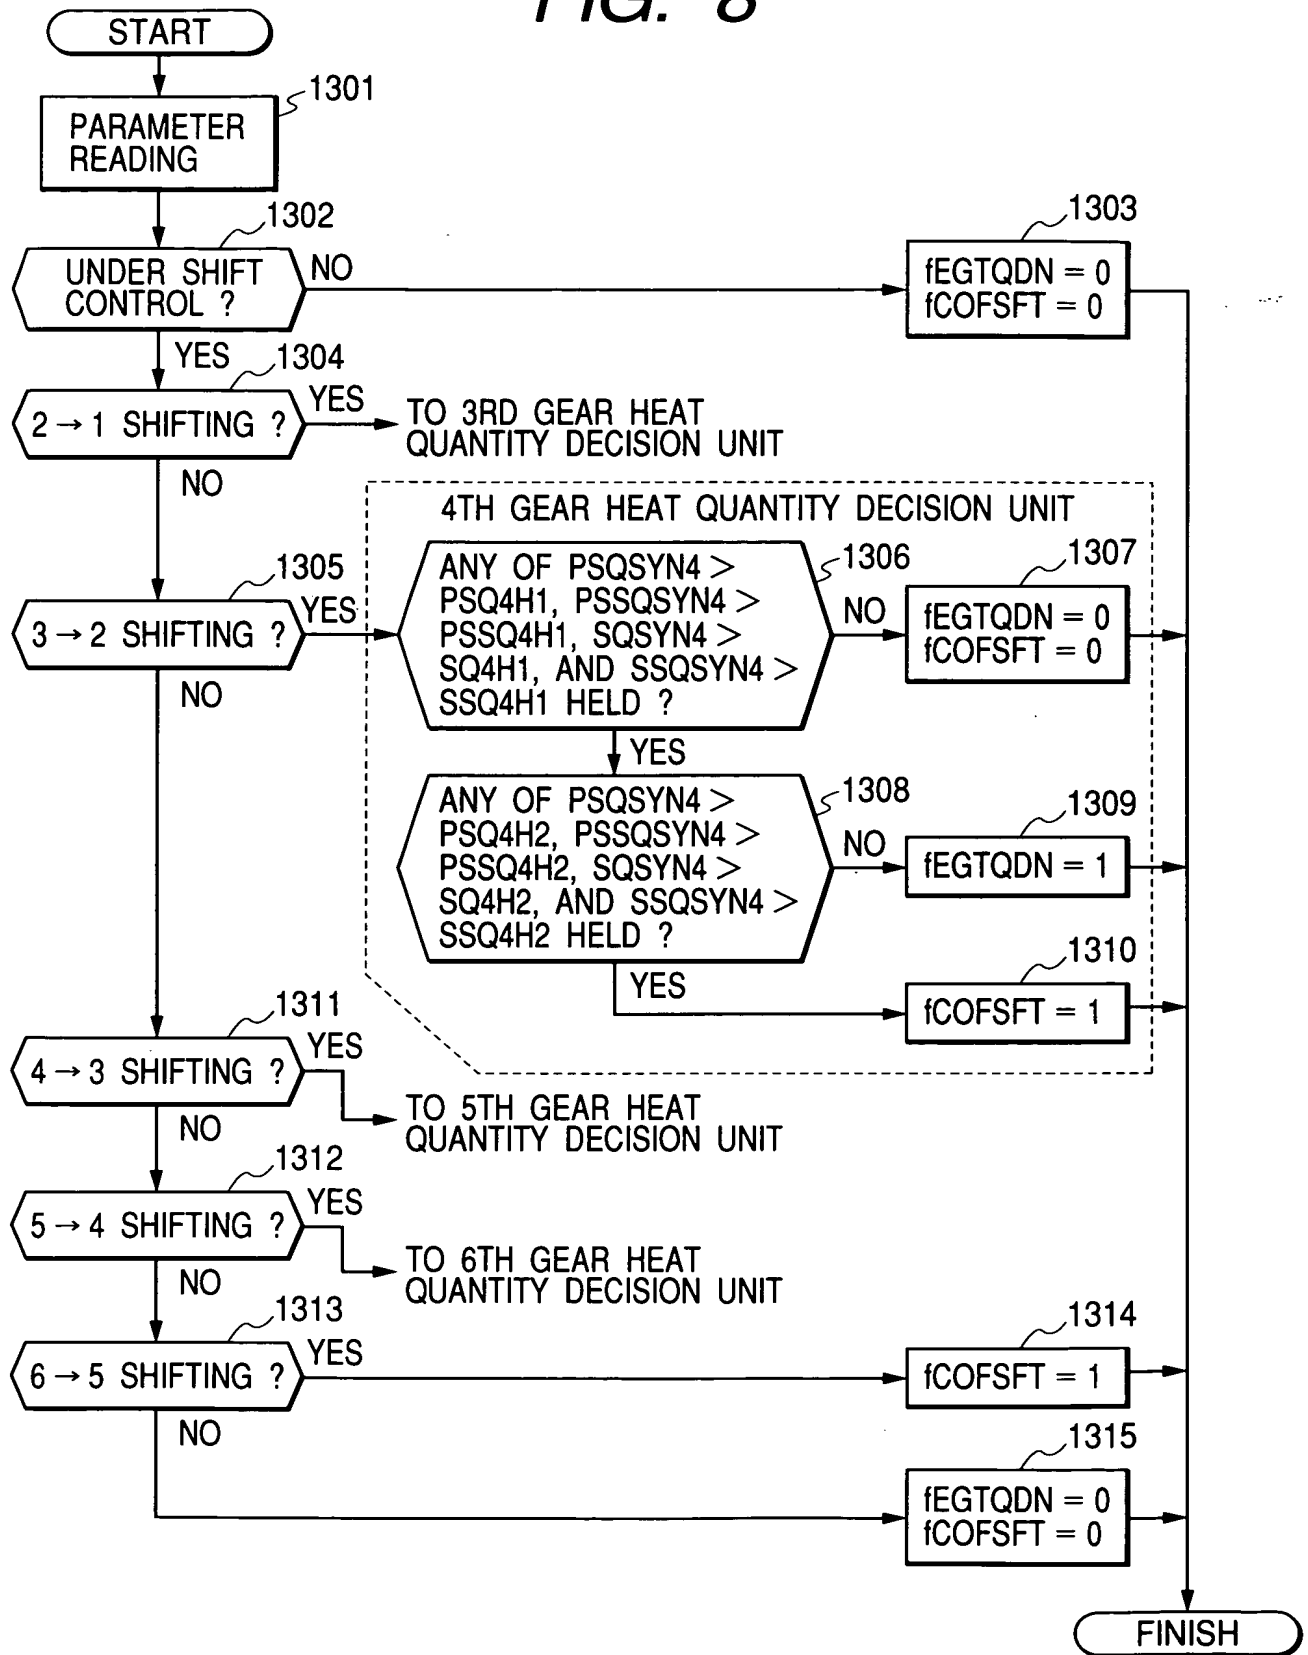 FIG. 8
START
1301
PARAMETER
READING
1302
UNDER SHIFT
CONTROL ?
NO
1303
fEGTQDN = 0
fCOFSFT = 0
YES
1304
2 → 1 SHIFTING ?
YES
TO 3RD GEAR HEAT
QUANTITY DECISION UNIT
NO
4TH GEAR HEAT QUANTITY DECISION UNIT
1305
3 → 2 SHIFTING ?
YES
1306
ANY OF PSQSYN4 >
PSQ4H1, PSSQSYN4 >
PSSQ4H1, SQSYN4 >
SQ4H1, AND SSQSYN4 >
SSQ4H1 HELD ?
NO
1307
fEGTQDN = 0
fCOFSFT = 0
NO
YES
1308
ANY OF PSQSYN4 >
PSQ4H2, PSSQSYN4 >
PSSQ4H2, SQSYN4 >
SQ4H2, AND SSQSYN4 >
SSQ4H2 HELD ?
NO
1309
fEGTQDN = 1
YES
1310
fCOFSFT = 1
1311
4 → 3 SHIFTING ?
YES
TO 5TH GEAR HEAT
QUANTITY DECISION UNIT
NO
1312
5 → 4 SHIFTING ?
YES
TO 6TH GEAR HEAT
QUANTITY DECISION UNIT
NO
1313
6 → 5 SHIFTING ?
YES
1314
fCOFSFT = 1
NO
1315
fEGTQDN = 0
fCOFSFT = 0
FINISH